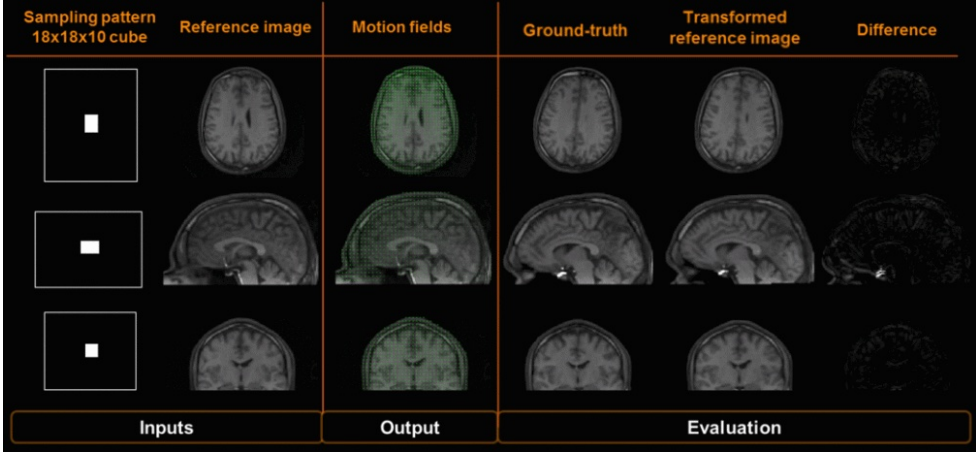 Sampling pattern
18x18x10 cube
Reference image
Motion fields
Ground-truth
Transformed
reference image
Difference
Inputs
Output
Evaluation